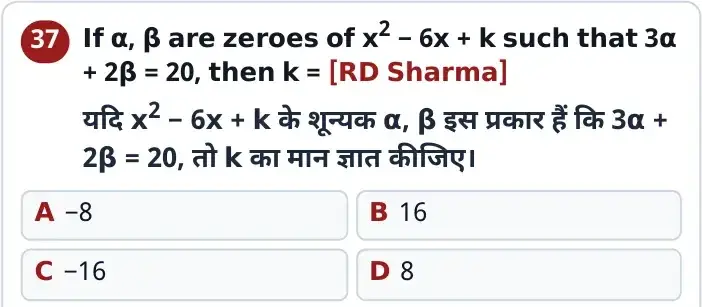 37 If α, β are zeroes of x² – 6x + k such that 3α
+ 2β = 20, then k = [RD Sharma]
यदि x² – 6x + k के शून्यक α, β इस प्रकार हैं कि 3α +
2β = 20, तो k का मान ज्ञात कीजिए।
A –8
B 16
C –16
D 8